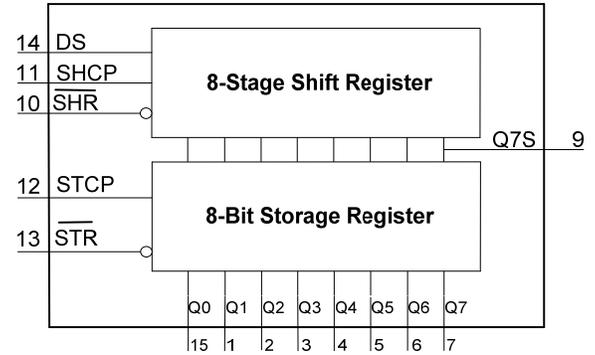 14 DS
11 SHCP
10 SHR
8-Stage Shift Register
Q7S 9
12 STCP
13 STR
8-Bit Storage Register
Q0 Q1 Q2 Q3 Q4 Q5 Q6 Q7
15 1 2 3 4 5 6 7